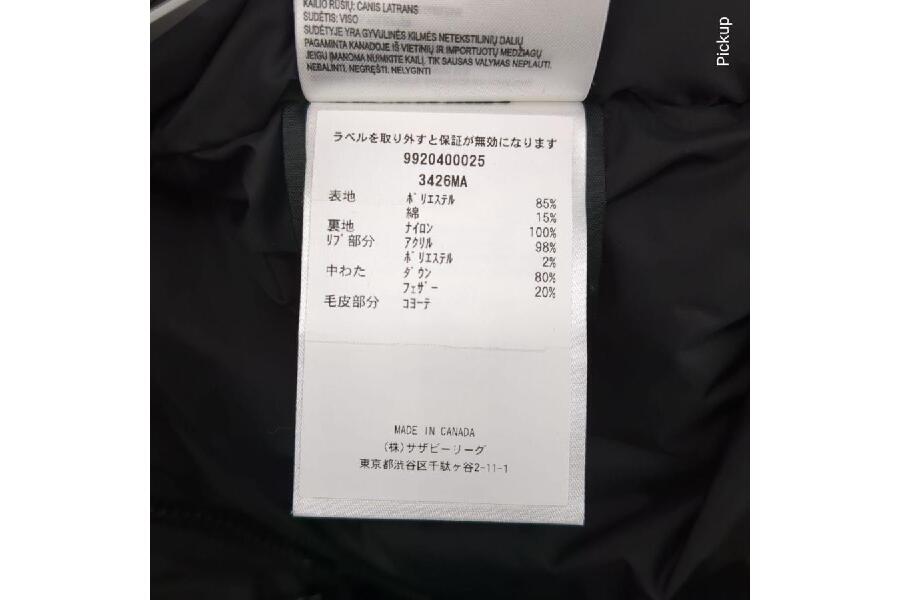 KAILIO RŪŠIŲ: CANIS LATRANS
SUDĖTIS: VISO
SUDĖTYJE YRA GYVULINĖS KILMĖS NETEKSTILINIŲ DALIŲ
PAGAMINTA KANADOJE IŠ VIETINIŲ IR IMPORTUOTŲ MEDŽIAGŲ
JEIGU ĮMANOMA NUIMKITE KAILĮ, TIK SAUSAS VALYMAS NEPLAUTI.
NEBALINTI. NEGRĘŠTI. NELYGINTI
Pickup
ラベルを取り外すと保証が無効になります
9920400025
3426MA
表地 ﾎﾟﾘｴｽﾃﾙ 85%
綿 15%
裏地 ﾅｲﾛﾝ 100%
ﾘﾌﾞ部分 ｱｸﾘﾙ 98%
ﾎﾟﾘｴｽﾃﾙ 2%
中わた ﾀﾞｳﾝ 80%
ﾌｪｻﾞｰ 20%
毛皮部分 ｺﾖｰﾃ
MADE IN CANADA
(株)サザビーリーグ
東京都渋谷区千駄ヶ谷2-11-1